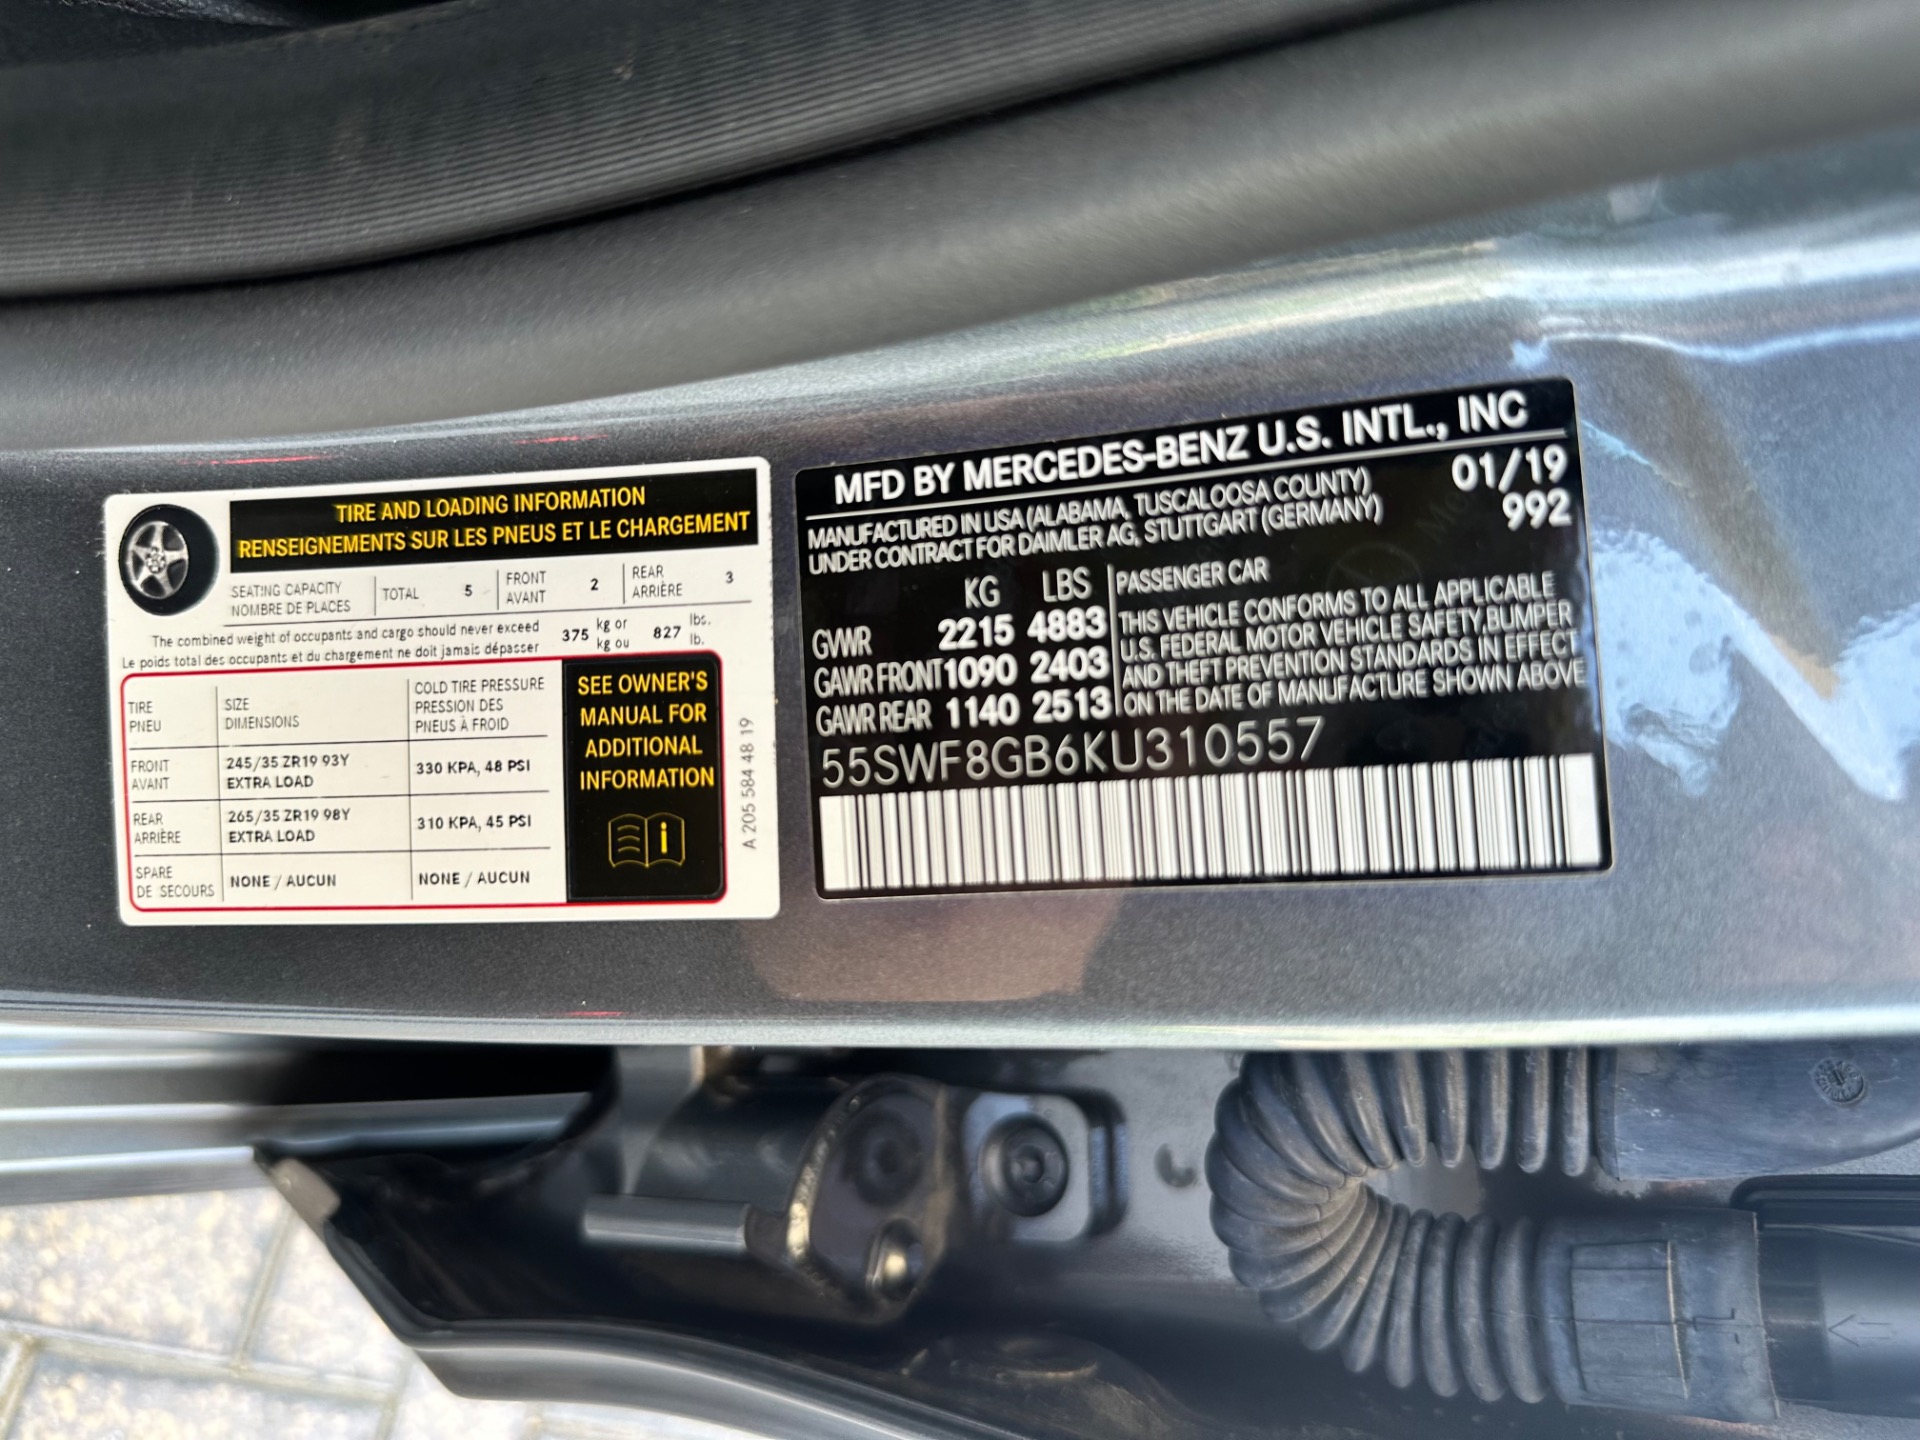 TIRE AND LOADING INFORMATION
RENSEIGNEMENTS SUR LES PNEUS ET LE CHARGEMENT
SEATING CAPACITY
NOMBRE DE PLACES
TOTAL 5
FRONT
AVANT
2
REAR
ARRIÈRE
3
The combined weight of occupants and cargo should never exceed
Le poids total des occupants et du chargement ne doit jamais dépasser
375
kg or
kg ou
827
lbs.
lb.
TIRE
PNEU
SIZE
DIMENSIONS
COLD TIRE PRESSURE
PRESSION DES
PNEUS À FROID
FRONT
AVANT
245/35 ZR19 93Y
EXTRA LOAD
330 KPA, 48 PSI
REAR
ARRIÈRE
265/35 ZR19 98Y
EXTRA LOAD
310 KPA, 45 PSI
SPARE
DE SECOURS
NONE / AUCUN
NONE / AUCUN
SEE OWNER'S
MANUAL FOR
ADDITIONAL
INFORMATION
A 205 584 48 19
MFD BY MERCEDES-BENZ U.S. INTL., INC
MANUFACTURED IN USA (ALABAMA, TUSCALOOSA COUNTY)
UNDER CONTRACT FOR DAIMLER AG, STUTTGART (GERMANY)
01/19
992
KG LBS
GVWR 2215 4883
GAWR FRONT 1090 2403
GAWR REAR 1140 2513
PASSENGER CAR
THIS VEHICLE CONFORMS TO ALL APPLICABLE
U.S. FEDERAL MOTOR VEHICLE SAFETY,BUMPER
AND THEFT PREVENTION STANDARDS IN EFFECT
ON THE DATE OF MANUFACTURE SHOWN ABOVE
55SWF8GB6KU310557